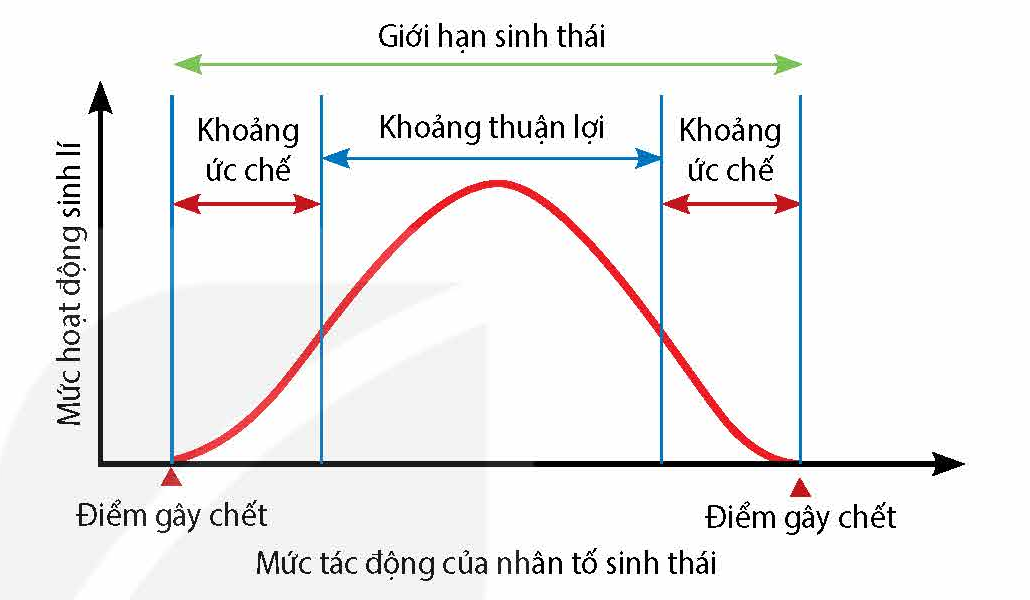 Giới hạn sinh thái
Khoảng
ức chế
Khoảng thuận lợi
Khoảng
ức chế
Mức hoạt động sinh lí
Điểm gây chết
Điểm gây chết
Mức tác động của nhân tố sinh thái